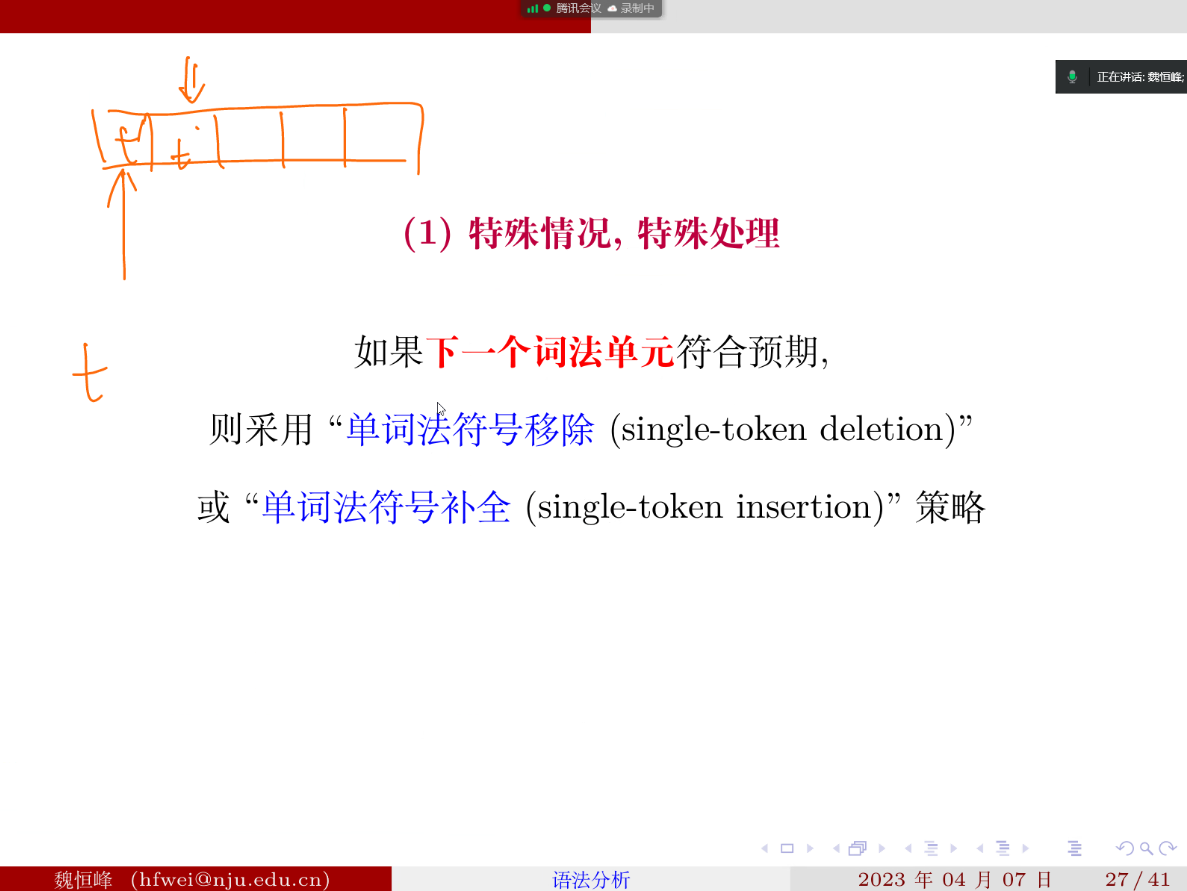 腾讯会议 录制中
正在讲话: 魏恒峰;
t
(1) 特殊情况, 特殊处理
如果下一个词法单元符合预期,
t
则采用 “单词法符号移除 (single-token deletion)”
或 “单词法符号补全 (single-token insertion)” 策略
魏恒峰 (hfwei@nju.edu.cn) 语法分析 2023 年 04 月 07 日 27 / 41